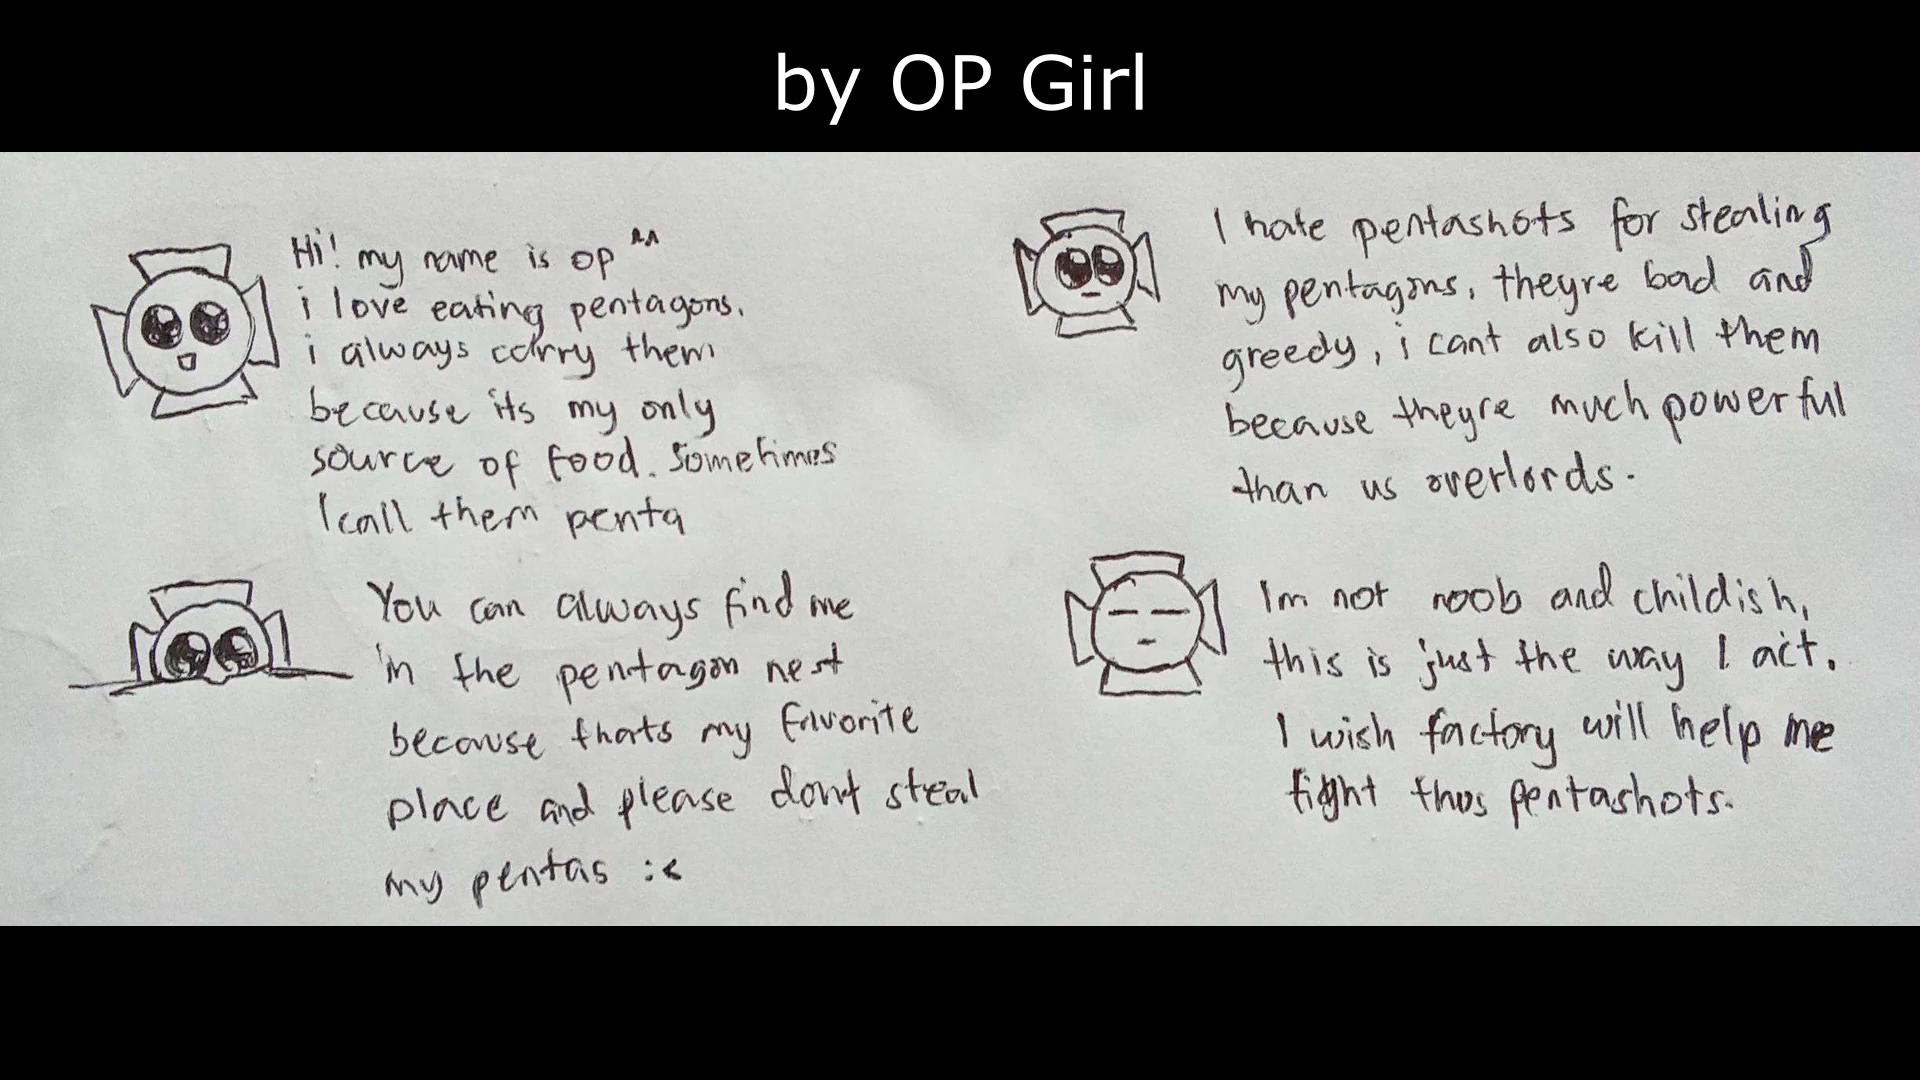 by OP Girl
Hi! my name is op ^^
i love eating pentagons.
i always carry them
because its my only
source of food. Sometimes
I call them penta
You can always find me
in the pentagon nest
because thats my favorite
place and please dont steal
my pentas :<
I hate pentashots for stealing
my pentagons, theyre bad and
greedy, i cant also kill them
because theyre much powerful
than us overlords.
Im not noob and childish,
this is just the way I act.
I wish factory will help me
fight thos pentashots.